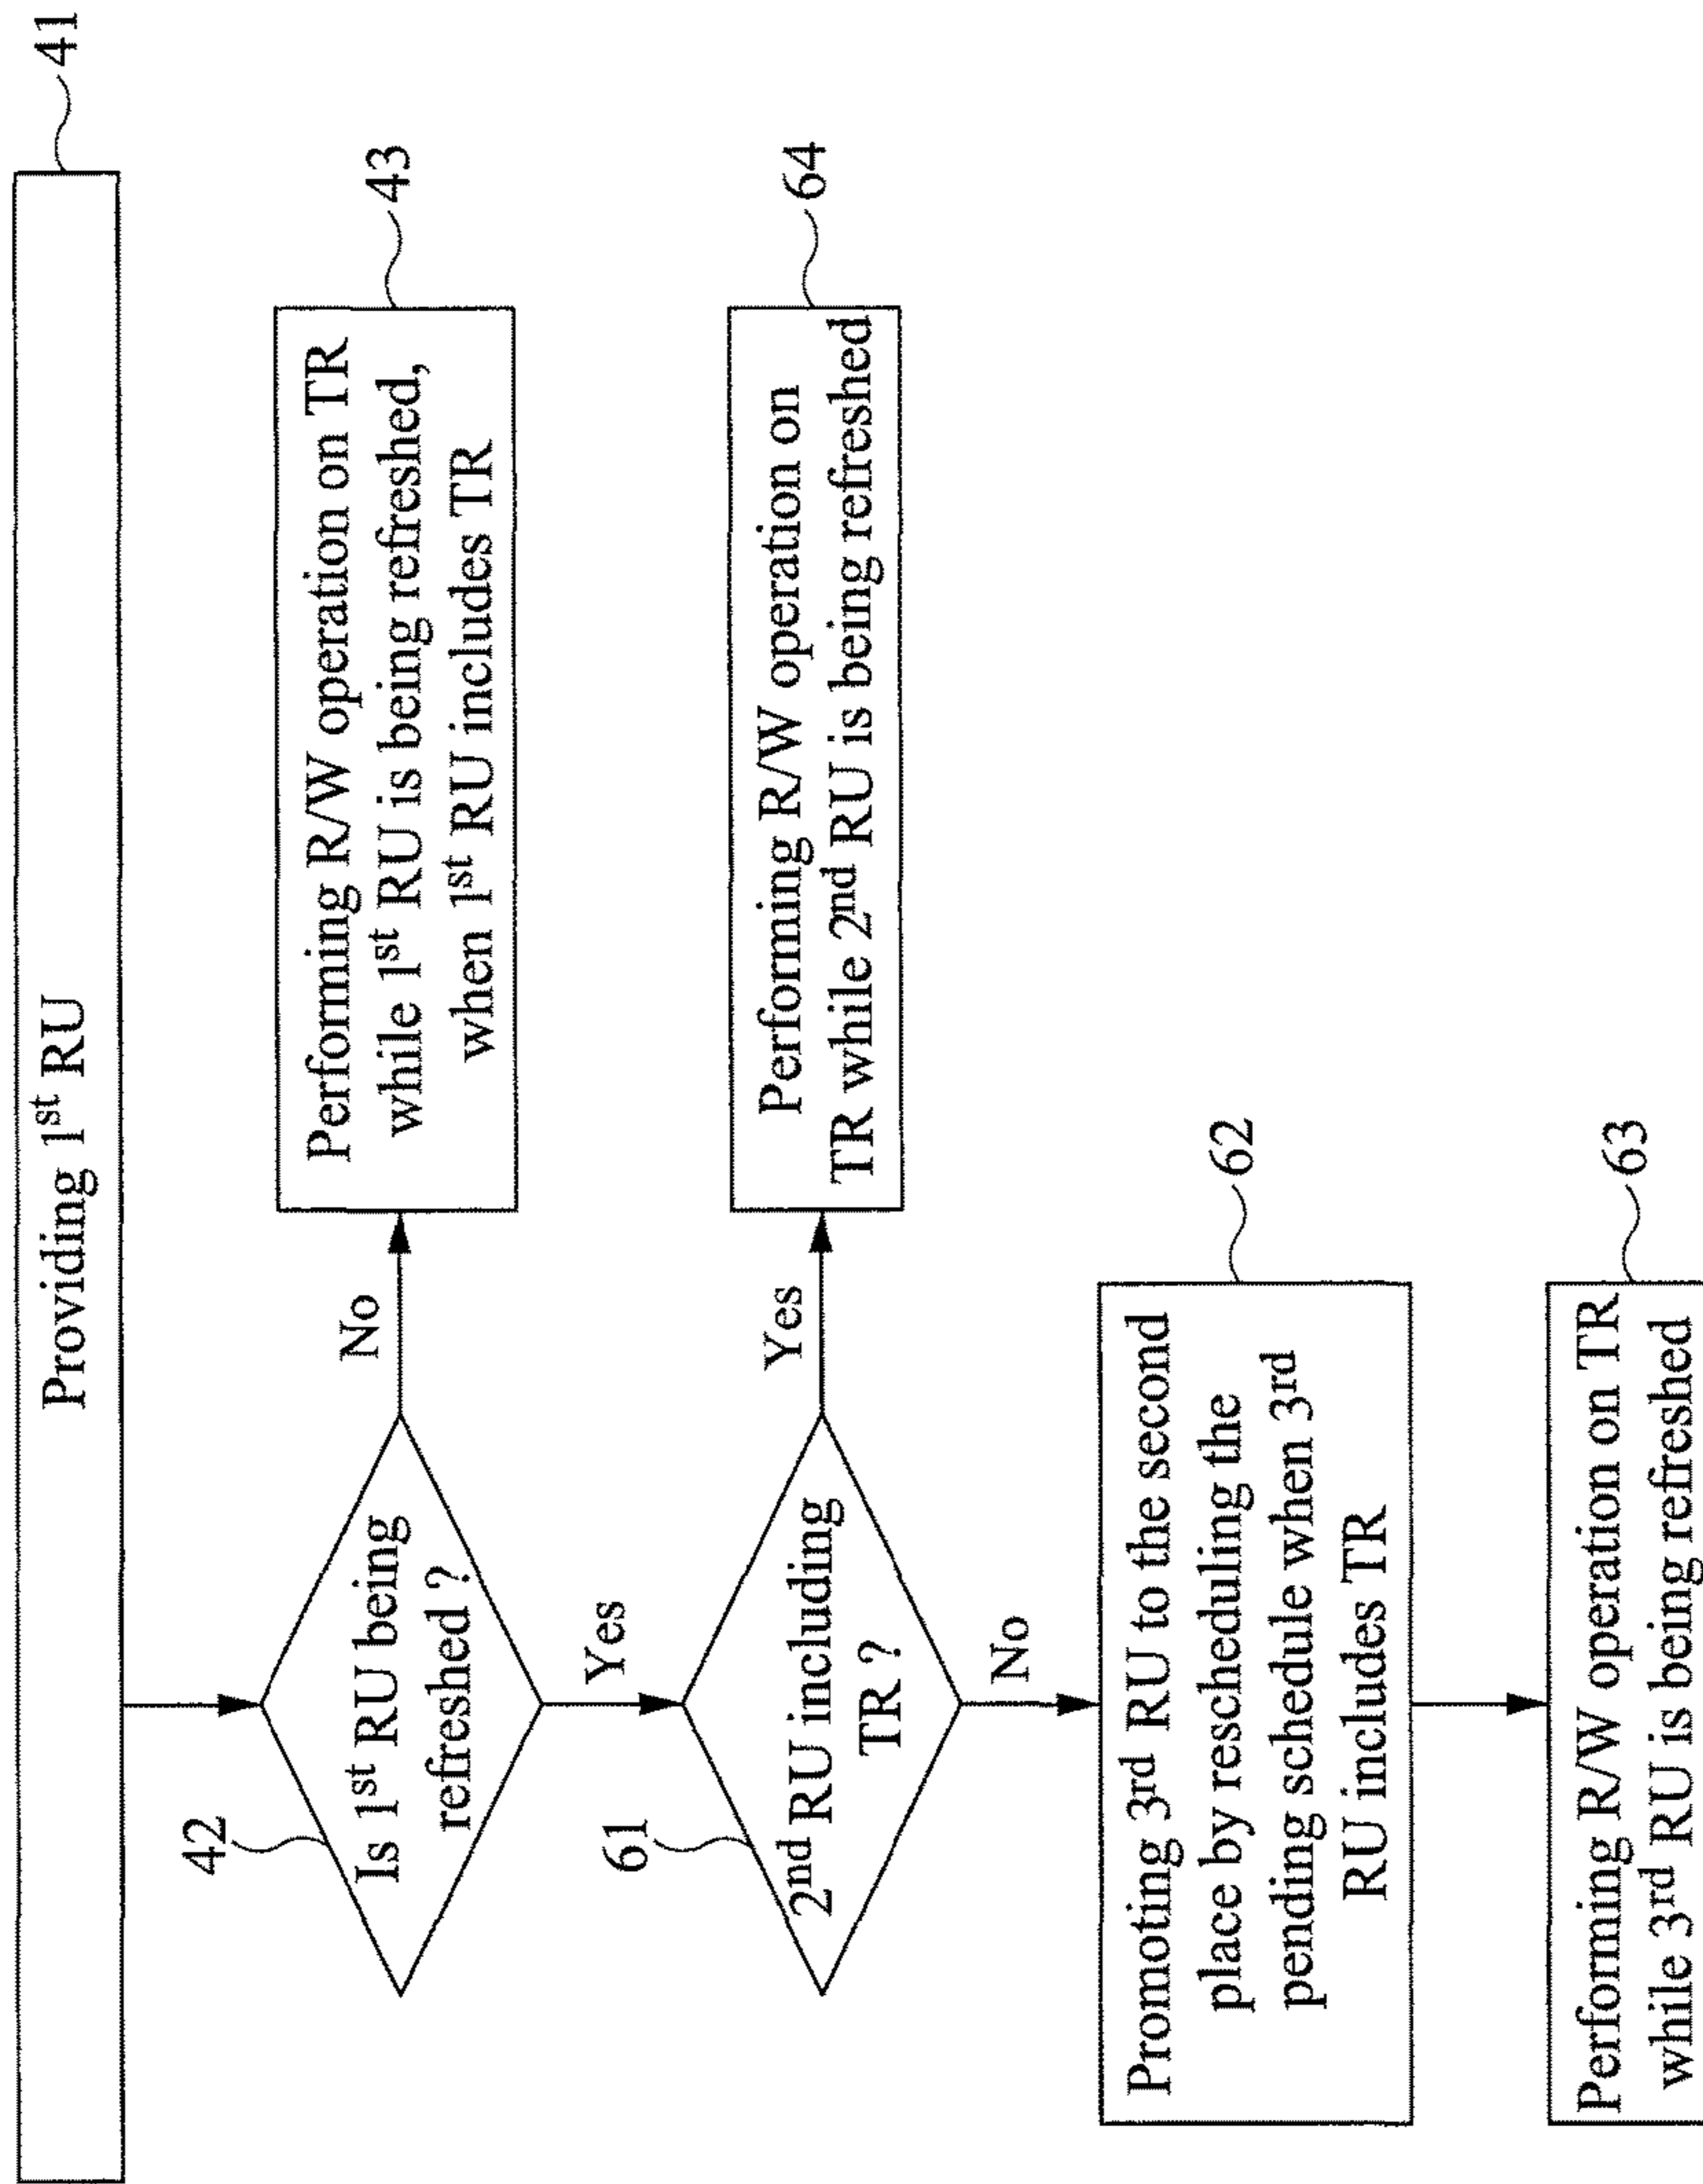 Providing 1st RU
41
42
Is 1st RU being
refreshed ?
No
Performing R/W operation on TR
while 1st RU is being refreshed,
when 1st RU includes TR
43
Yes
61
2nd RU including
TR ?
Yes
Performing R/W operation on
TR while 2nd RU is being refreshed
64
No
Promoting 3rd RU to the second
place by rescheduling the
pending schedule when 3rd
RU includes TR
62
Performing R/W operation on TR
while 3rd RU is being refreshed
63